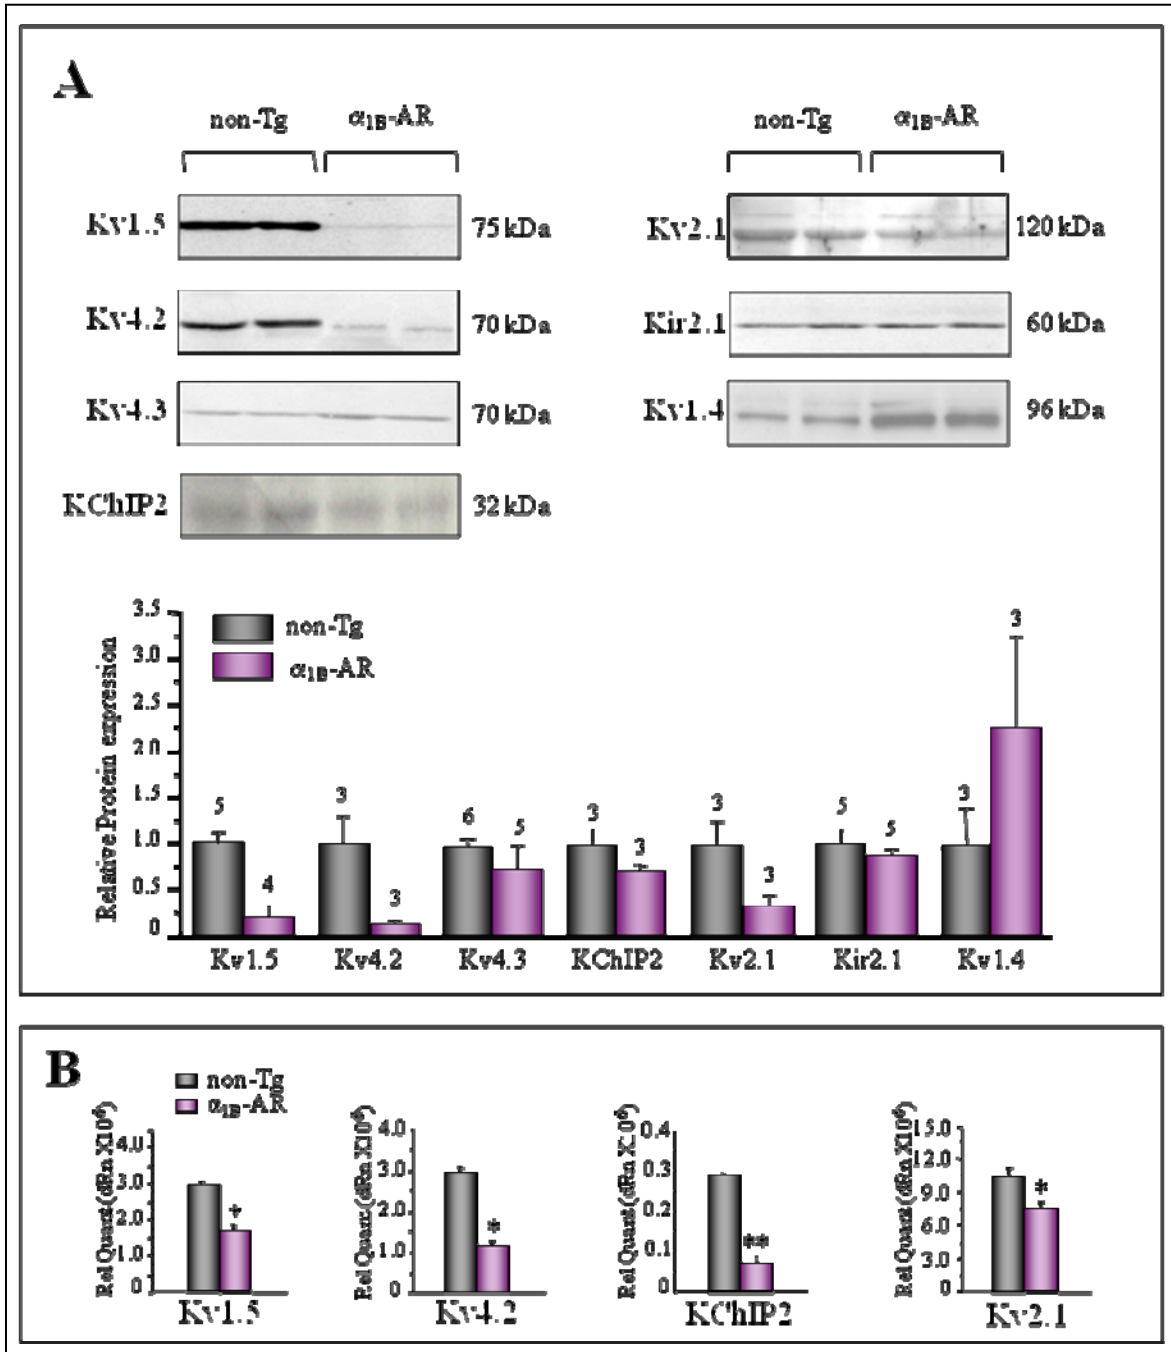 A
non-Tg α1B-AR
Kv1.5 75 kDa
Kv4.2 70 kDa
Kv4.3 70 kDa
KChIP2 32 kDa
non-Tg α1B-AR
Kv2.1 120 kDa
Kir2.1 60 kDa
Kv1.4 96 kDa
Relative Protein expression
3.5
3.0
2.5
2.0
1.5
1.0
0.5
0
non-Tg
α1B-AR
5 4 3 3 6 5 3 3 3 3 5 5 3 3
Kv1.5 Kv4.2 Kv4.3 KChIP2 Kv2.1 Kir2.1 Kv1.4
B
non-Tg
α1B-AR
Rel Quant (dRn X10⁶)
4.0
3.0
2.0
1.0
0
*
Kv1.5
Rel Quant (dRn X10⁶)
4.0
3.0
2.0
1.0
0
*
Kv4.2
Rel Quant (dRn X10⁶)
0.4
0.3
0.2
0.1
0
**
KChIP2
Rel Quant (dRn X10⁶)
15.0
12.0
9.0
6.0
3.0
0
*
Kv2.1